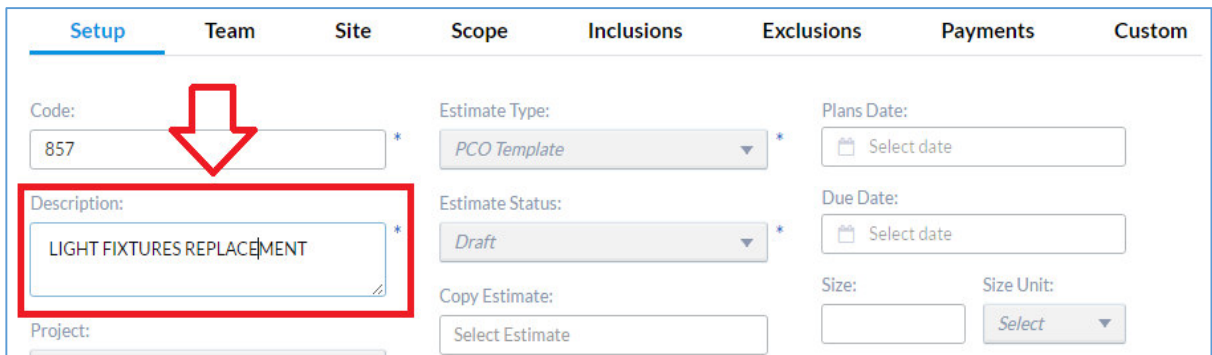 Setup Team Site Scope Inclusions Exclusions Payments Custom
Code:
857 *
Description:
LIGHT FIXTURES REPLACEMENT *
Project:
Estimate Type:
PCO Template *
Estimate Status:
Draft *
Copy Estimate:
Select Estimate
Plans Date:
Select date
Due Date:
Select date
Size: Size Unit:
Select